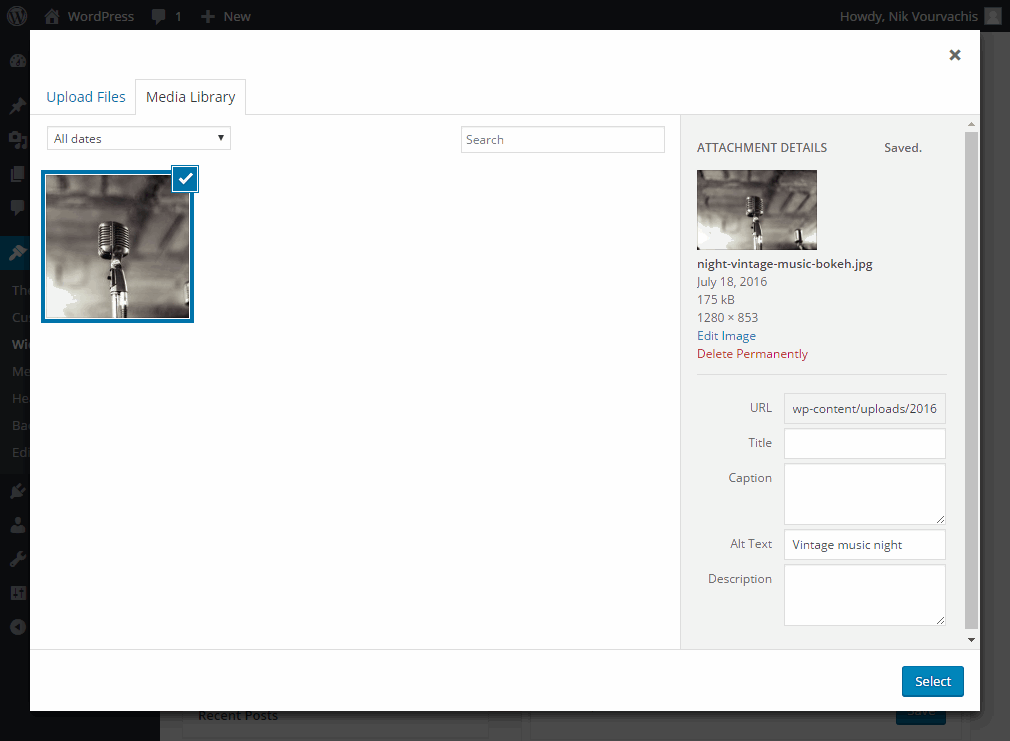 WordPress 1 New Howdy, Nik Vourvachis
Upload Files Media Library
All dates
Search
ATTACHMENT DETAILS Saved.
night-vintage-music-bokeh.jpg
July 18, 2016
175 kB
1280 × 853
Edit Image
Delete Permanently
URL wp-content/uploads/2016
Title
Caption
Alt Text Vintage music night
Description
Select
Recent Posts
Save